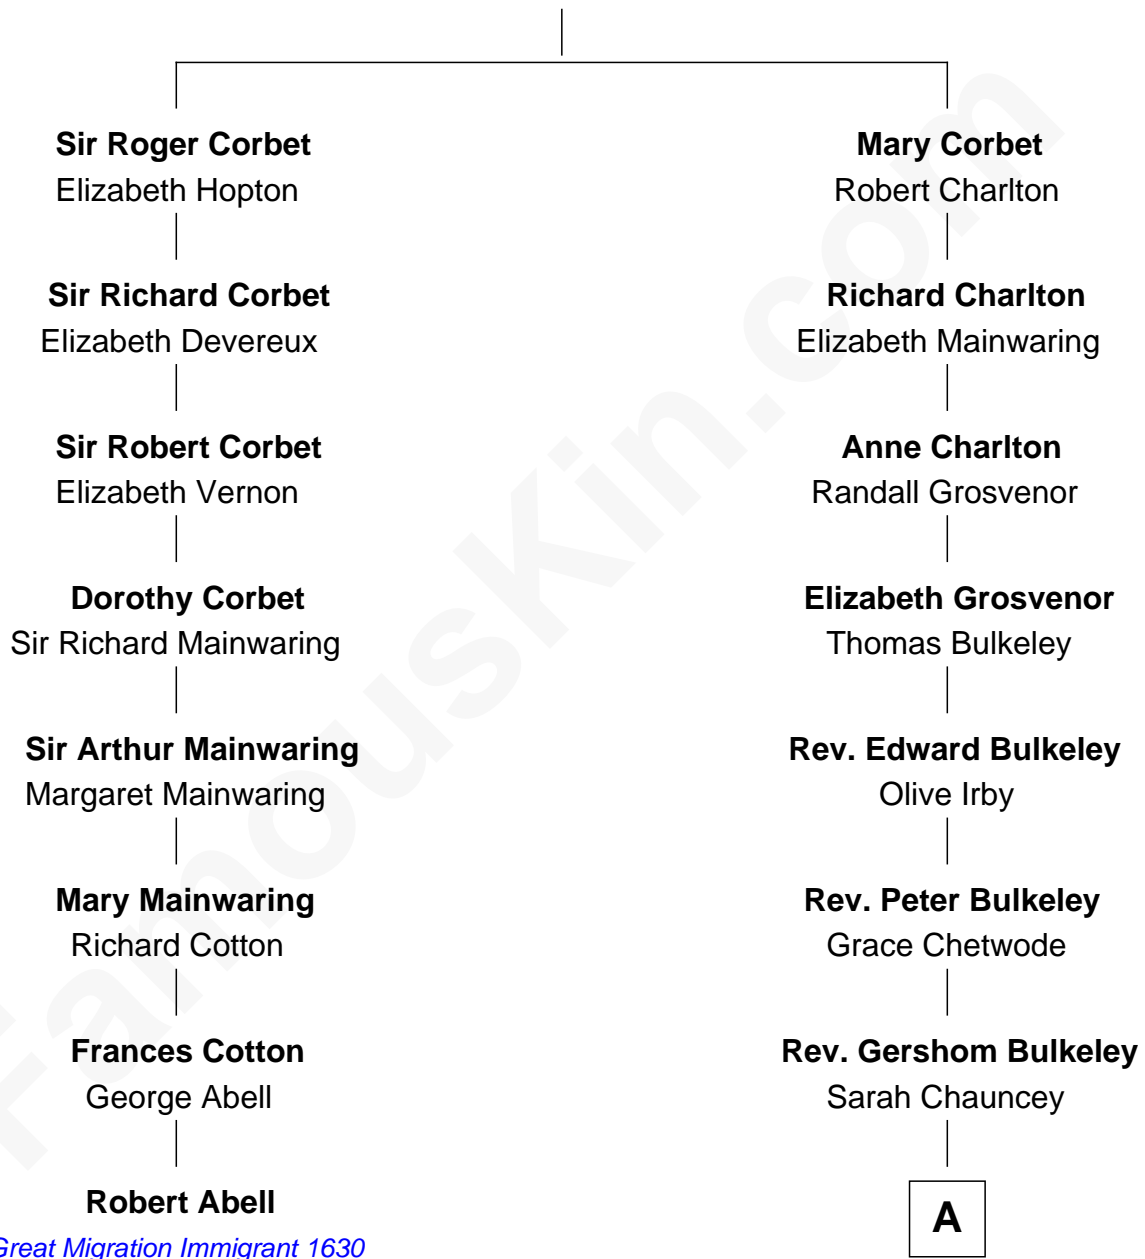 Sir Roger Corbet
Elizabeth Hopton
Sir Richard Corbet
Elizabeth Devereux
Sir Robert Corbet
Elizabeth Vernon
Dorothy Corbet
Sir Richard Mainwaring
Sir Arthur Mainwaring
Margaret Mainwaring
Mary Mainwaring
Richard Cotton
Frances Cotton
George Abell
Robert Abell
Great Migration Immigrant 1630
Mary Corbet
Robert Charlton
Richard Charlton
Elizabeth Mainwaring
Anne Charlton
Randall Grosvenor
Elizabeth Grosvenor
Thomas Bulkeley
Rev. Edward Bulkeley
Olive Irby
Rev. Peter Bulkeley
Grace Chetwode
Rev. Gershom Bulkeley
Sarah Chauncey
A
FamousKin.com